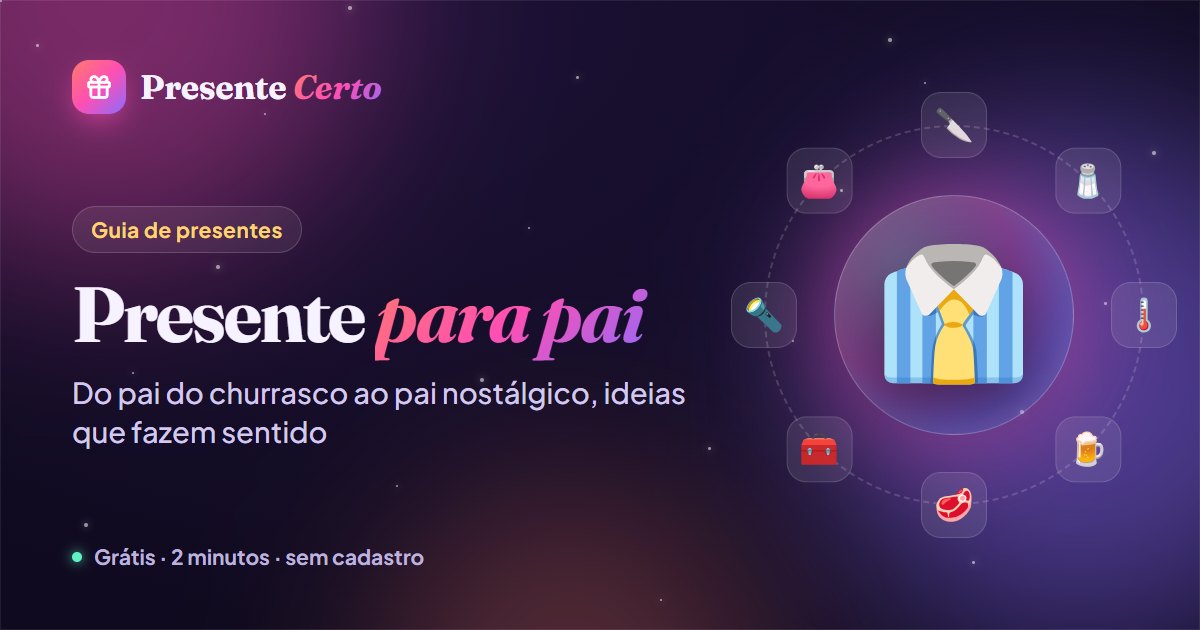 Presente Certo
Guia de presentes
Presente para pai
Do pai do churrasco ao pai nostálgico, ideias
que fazem sentido
Grátis · 2 minutos · sem cadastro